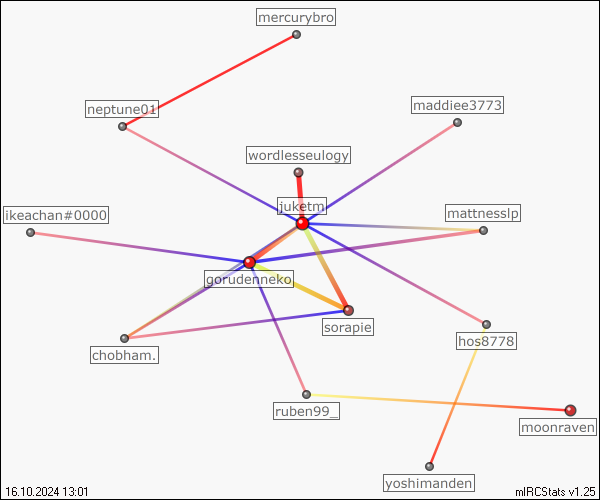 mercurybro
neptune01
maddiee3773
wordlesseulogy
juketm
ikeachan#0000
mattnesslp
gorudenneko
sorapie
hos8778
chobham.
ruben99_
moonraven
yoshimanden
16.10.2024 13:01
mIRCStats v1.25